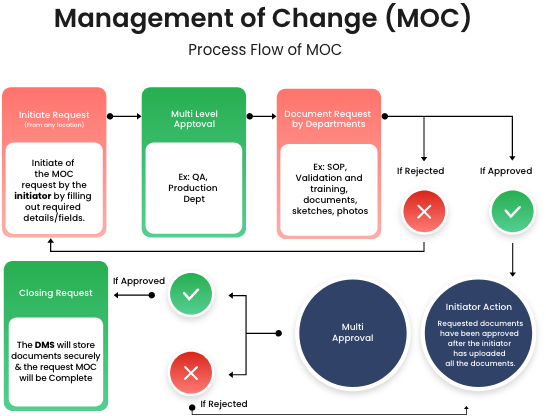 Management of Change (MOC)
Process Flow of MOC
Initiate Request
(From any location)
Initiate of
the MOC
request by the
initiator by filling
out required
details/fields.
Multi Level
Apptoval
Ex: QA,
Production
Dept
Document Request
by Departments
Ex: SOP,
Validation and
training,
documents,
sketches, photos
If Rejected
If Approved
Closing Request
The DMS will store
documents securely
& the request MOC
will be Complete
If Approved
If Rejected
Multi
Approval
Initiator Action
Requested documents
have been approved
after the initiator
has uploaded
all the documents.